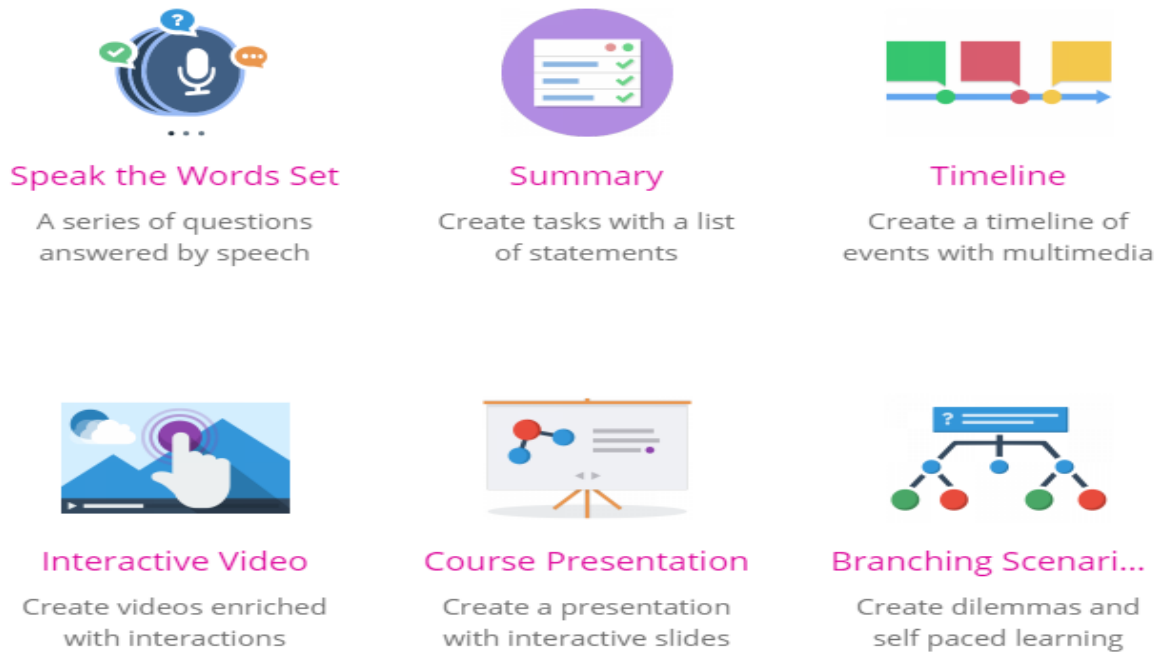 Speak the Words Set
A series of questions
answered by speech
Summary
Create tasks with a list
of statements
Timeline
Create a timeline of
events with multimedia
Interactive Video
Create videos enriched
with interactions
Course Presentation
Create a presentation
with interactive slides
?
Branching Scenari...
Create dilemmas and
self paced learning